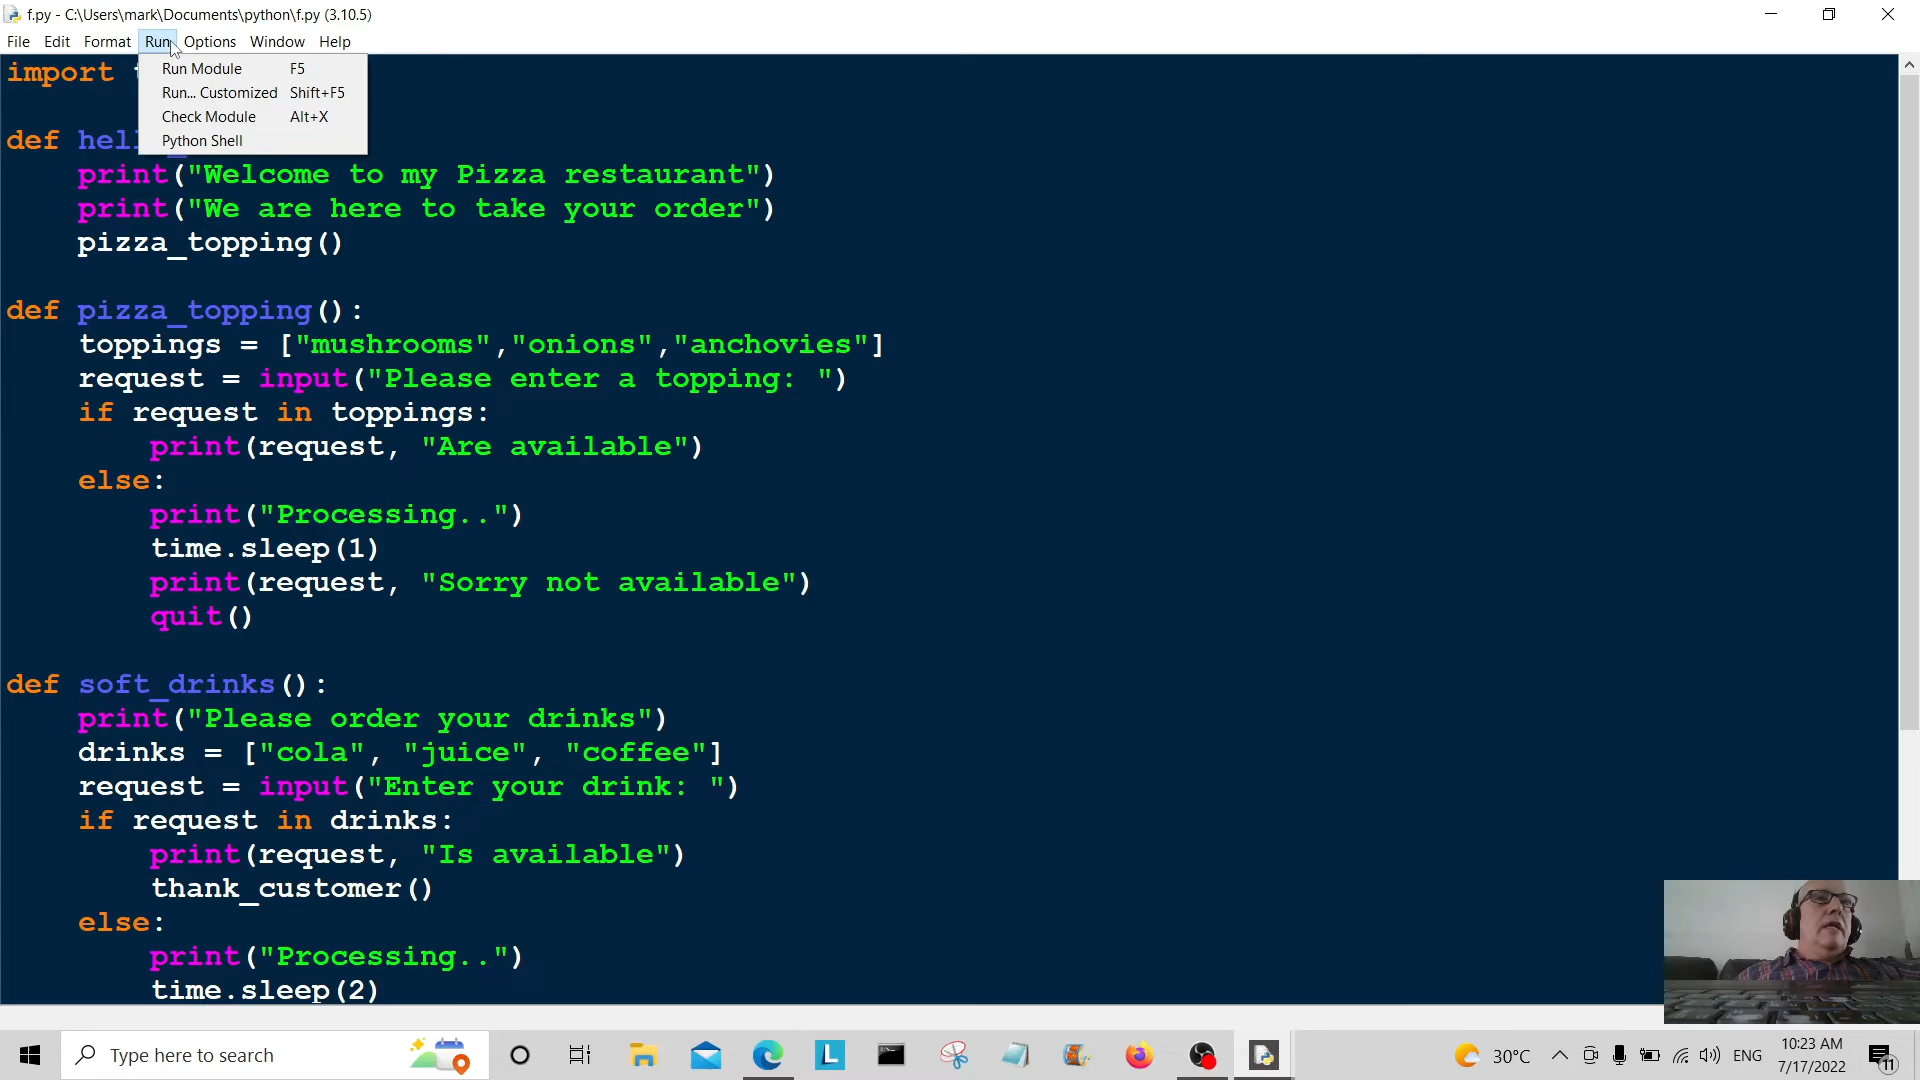 f.py - C:\Users\mark\Documents\python\f.py (3.10.5)
File Edit Format Run Options Window Help
Run Module F5
Run... Customized Shift+F5
Check Module Alt+X
Python Shell
import
def
print("Welcome to my Pizza restaurant")
print("We are here to take your order")
pizza_topping()
def pizza_topping():
toppings = ["mushrooms","onions","anchovies"]
request = input("Please enter a topping: ")
if request in toppings:
print(request, "Are available")
else:
print("Processing..")
time.sleep(1)
print(request, "Sorry not available")
quit()
def soft_drinks():
print("Please order your drinks")
drinks = ["cola", "juice", "coffee"]
request = input("Enter your drink: ")
if request in drinks:
print(request, "Is available")
thank_customer()
else:
print("Processing..")
time.sleep(2)
Type here to search
L
30°C
ENG
10:23 AM
7/17/2022
11